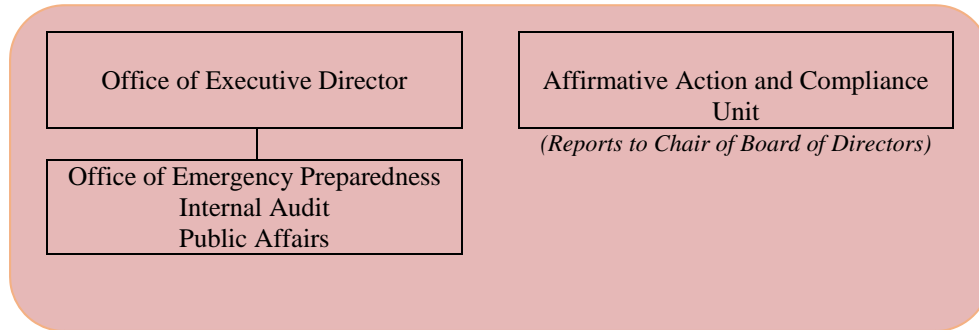 Office of Executive Director
Office of Emergency Preparedness
Internal Audit
Public Affairs
Affirmative Action and Compliance
Unit
(Reports to Chair of Board of Directors)